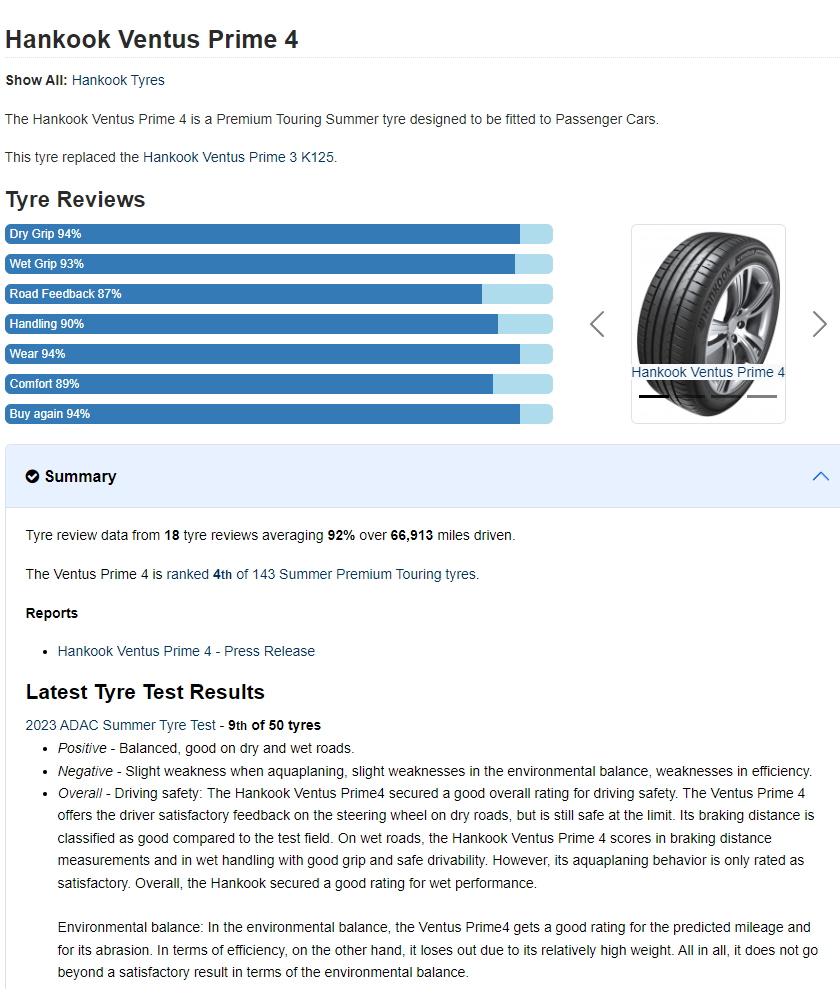 Hankook Ventus Prime 4
Show All: Hankook Tyres
The Hankook Ventus Prime 4 is a Premium Touring Summer tyre designed to be fitted to Passenger Cars.
This tyre replaced the Hankook Ventus Prime 3 K125.
Tyre Reviews
Dry Grip 94%
Wet Grip 93%
Road Feedback 87%
Handling 90%
Wear 94%
Comfort 89%
Buy again 94%
HANKOOK
Hankook Ventus Prime 4
Summary
Tyre review data from 18 tyre reviews averaging 92% over 66,913 miles driven.
The Ventus Prime 4 is ranked 4th of 143 Summer Premium Touring tyres.
Reports
• Hankook Ventus Prime 4 - Press Release
Latest Tyre Test Results
2023 ADAC Summer Tyre Test - 9th of 50 tyres
• Positive - Balanced, good on dry and wet roads.
• Negative - Slight weakness when aquaplaning, slight weaknesses in the environmental balance, weaknesses in efficiency.
• Overall - Driving safety: The Hankook Ventus Prime4 secured a good overall rating for driving safety. The Ventus Prime 4
offers the driver satisfactory feedback on the steering wheel on dry roads, but is still safe at the limit. Its braking distance is
classified as good compared to the test field. On wet roads, the Hankook Ventus Prime 4 scores in braking distance
measurements and in wet handling with good grip and safe drivability. However, its aquaplaning behavior is only rated as
satisfactory. Overall, the Hankook secured a good rating for wet performance.
Environmental balance: In the environmental balance, the Ventus Prime4 gets a good rating for the predicted mileage and
for its abrasion. In terms of efficiency, on the other hand, it loses out due to its relatively high weight. All in all, it does not go
beyond a satisfactory result in terms of the environmental balance.